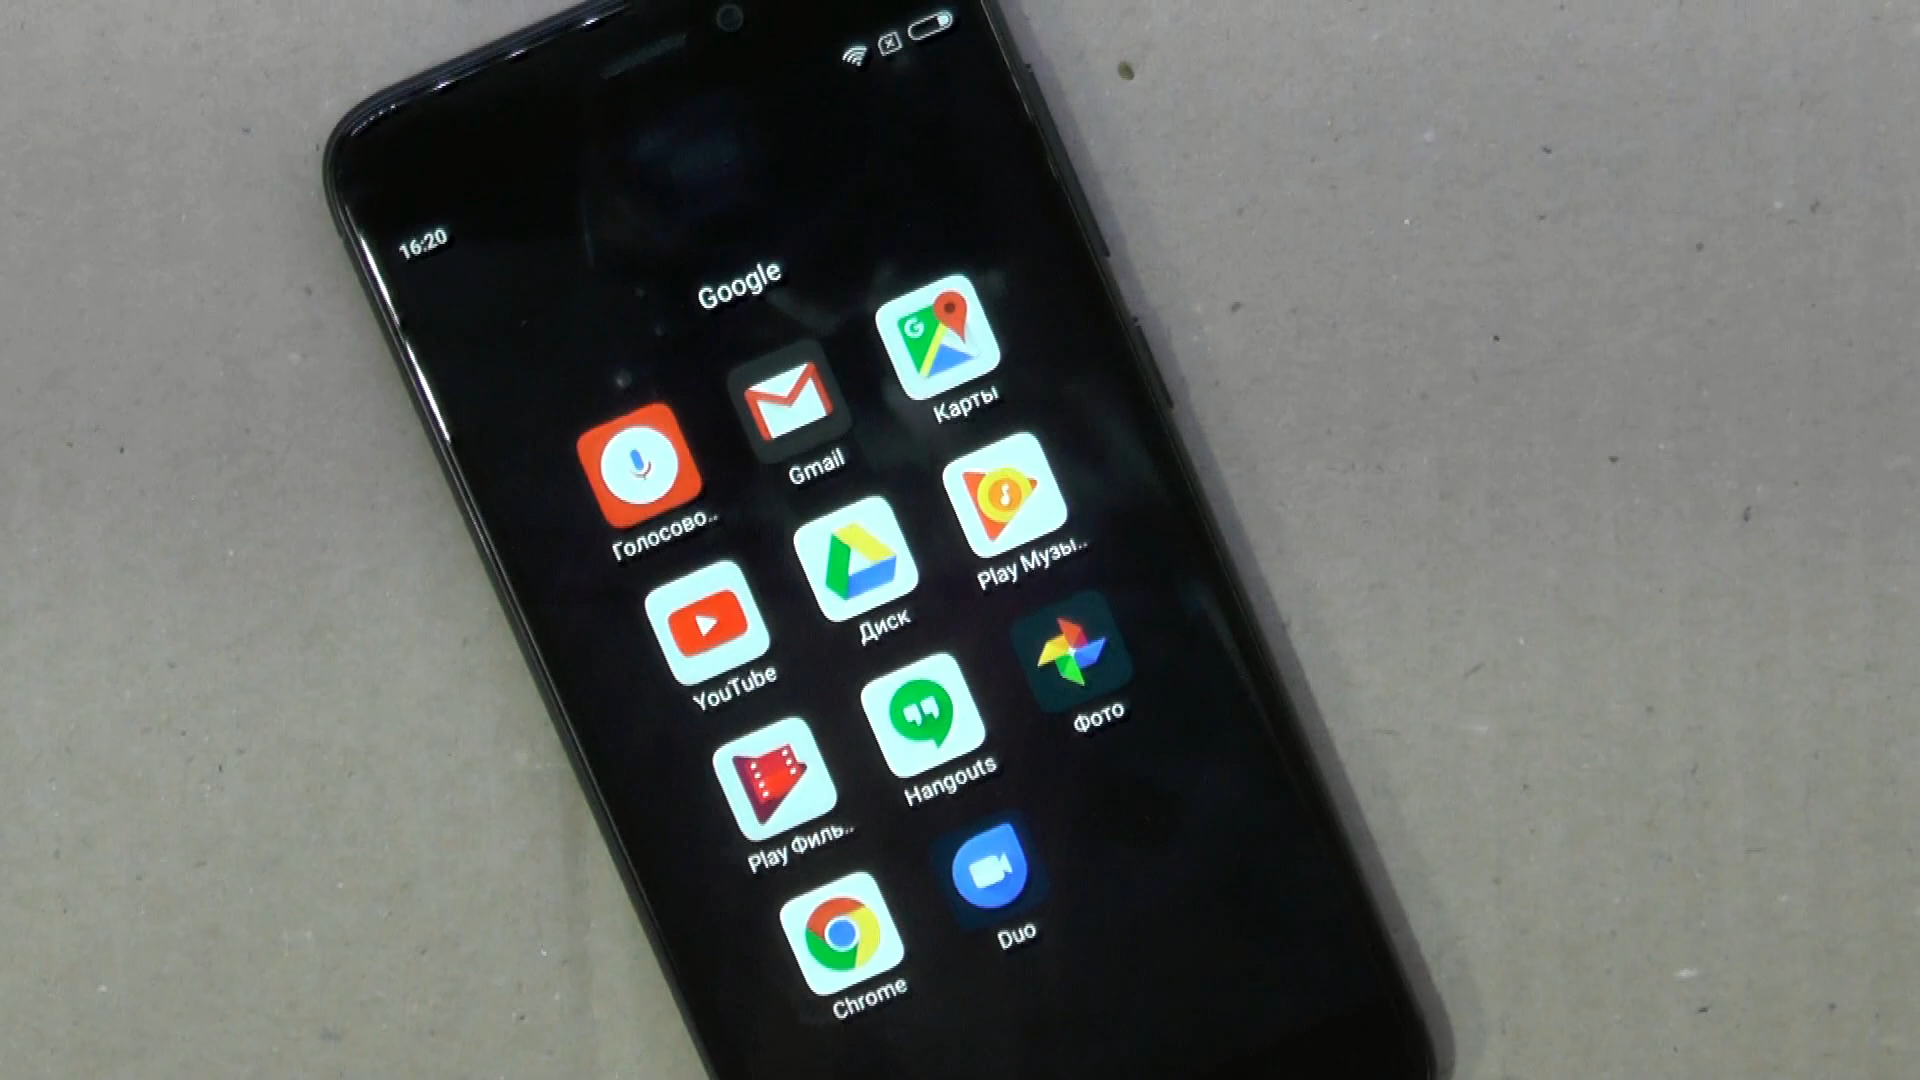 16:20
Google
Голосово..
Gmail
Карты
YouTube
Диск
Play Музы..
Play Филь..
Hangouts
Фото
Chrome
Duo